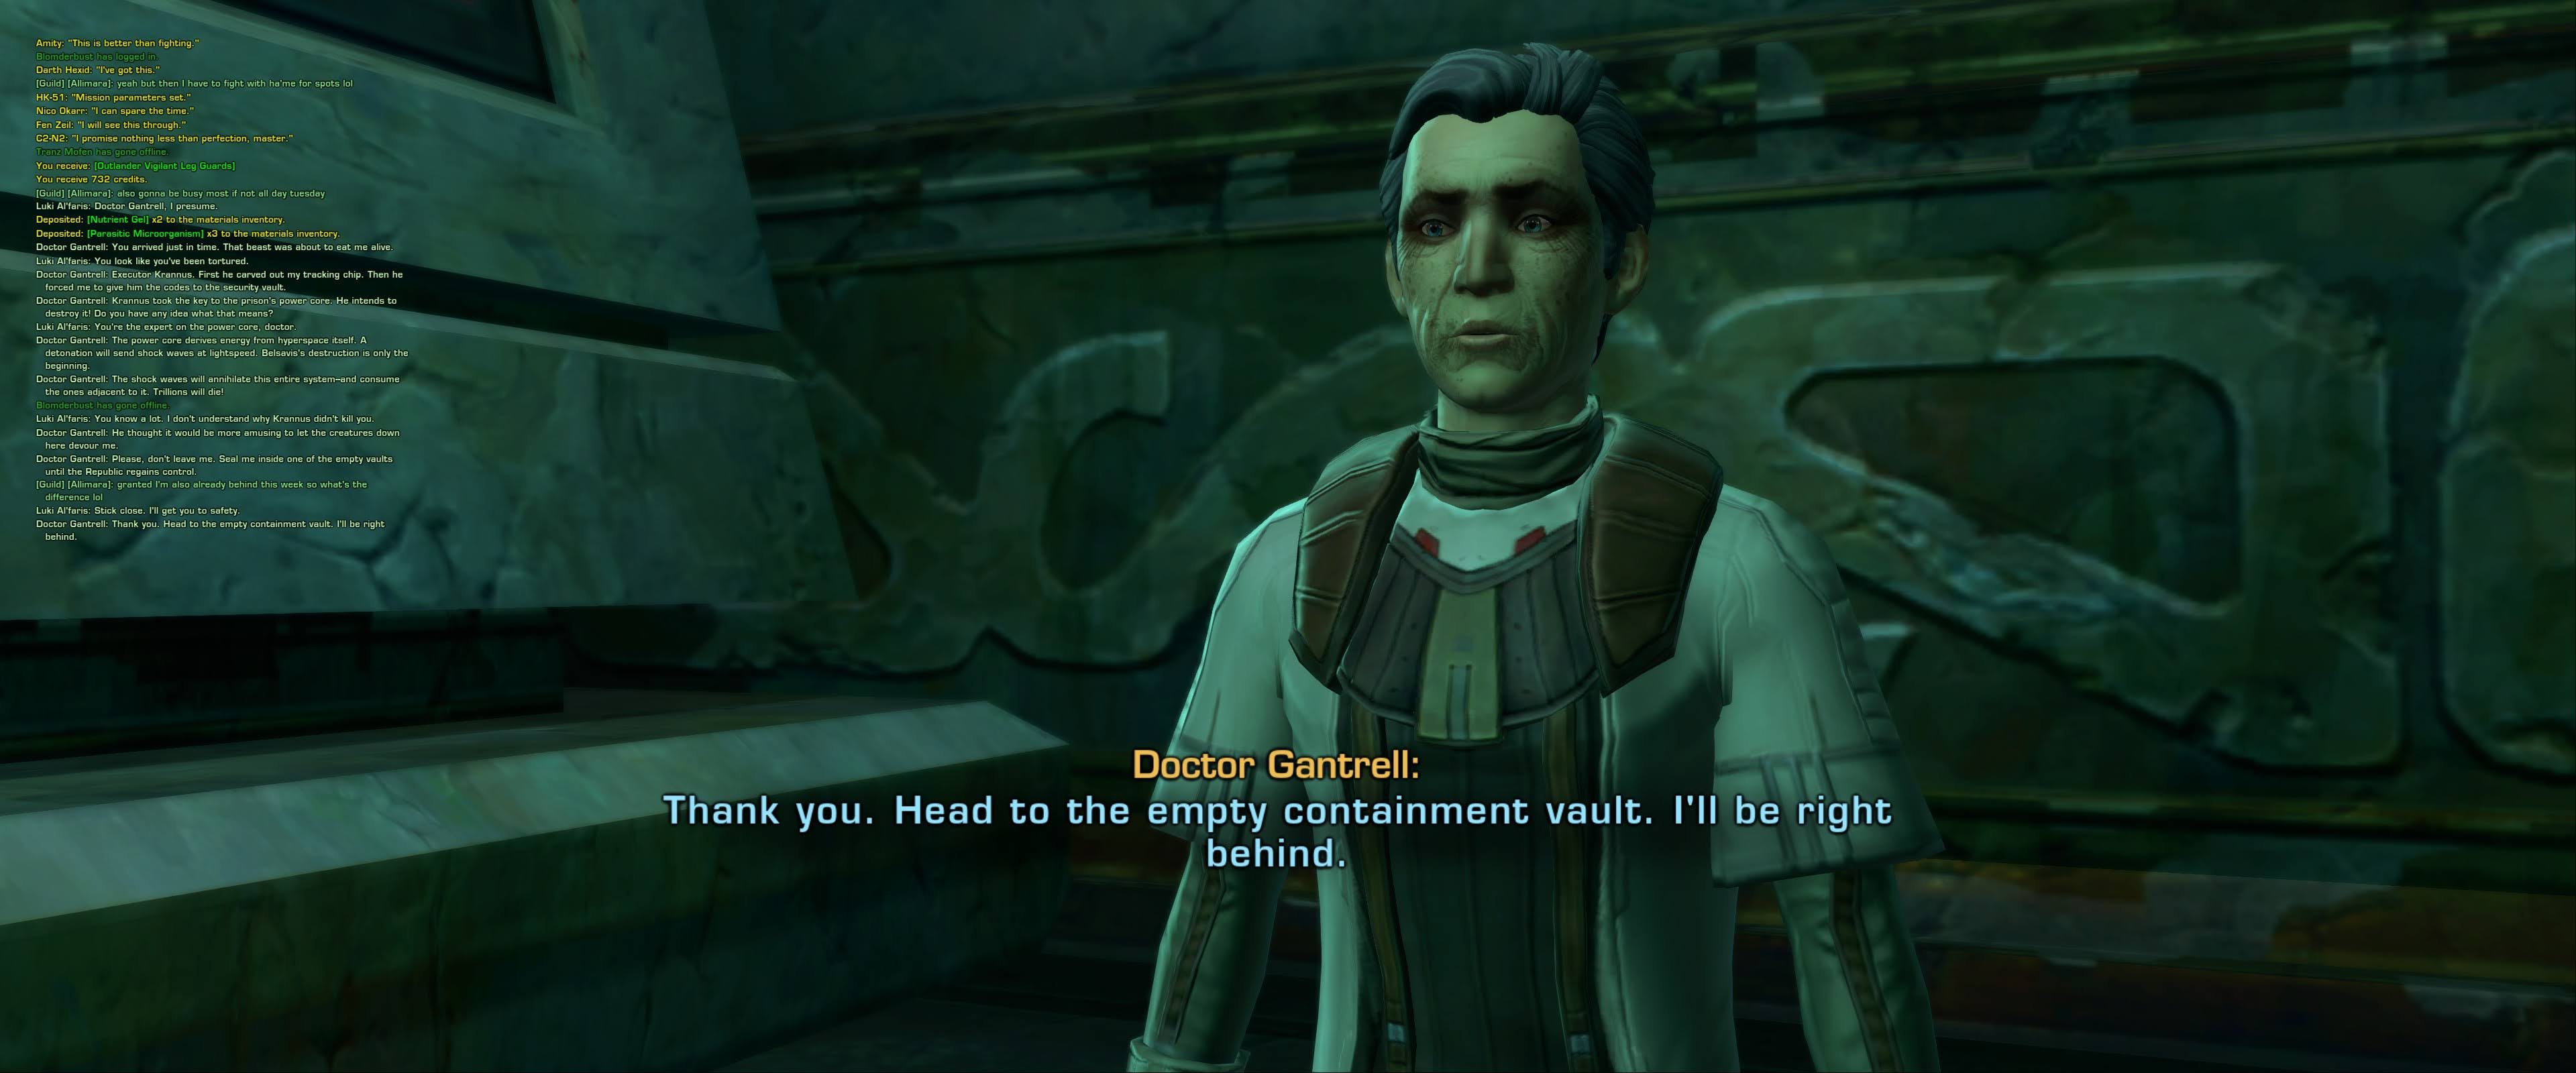 Amity: "This is better than fighting."
Blomderbust has logged in.
Darth Hexid: "I've got this."
[Guild] [Allimara]: yeah but then I have to fight with ha'me for spots lol
HK-51: "Mission parameters set."
Nico Okarr: "I can spare the time."
Fen Zeil: "I will see this through."
C2-N2: "I promise nothing less than perfection, master."
Tranz Mofen has gone offline.
You receive: [Outlander Vigilant Leg Guards]
You receive 732 credits.
[Guild] [Allimara]: also gonna be busy most if not all day tuesday
Luki Al'faris: Doctor Gantrell, I presume.
Deposited: [Nutrient Gel] x2 to the materials inventory.
Deposited: [Parasitic Microorganism] x3 to the materials inventory.
Doctor Gantrell: You arrived just in time. That beast was about to eat me alive.
Luki Al'faris: You look like you've been tortured.
Doctor Gantrell: Executor Krannus. First he carved out my tracking chip. Then he
forced me to give him the codes to the security vault.
Doctor Gantrell: Krannus took the key to the prison's power core. He intends to
destroy it! Do you have any idea what that means?
Luki Al'faris: You're the expert on the power core, doctor.
Doctor Gantrell: The power core derives energy from hyperspace itself. A
detonation will send shock waves at lightspeed. Belsavis's destruction is only the
beginning.
Doctor Gantrell: The shock waves will annihilate this entire system–and consume
the ones adjacent to it. Trillions will die!
Blomderbust has gone offline.
Luki Al'faris: You know a lot. I don't understand why Krannus didn't kill you.
Doctor Gantrell: He thought it would be more amusing to let the creatures down
here devour me.
Doctor Gantrell: Please, don't leave me. Seal me inside one of the empty vaults
until the Republic regains control.
[Guild] [Allimara]: granted I'm also already behind this week so what's the
difference lol
Luki Al'faris: Stick close. I'll get you to safety.
Doctor Gantrell: Thank you. Head to the empty containment vault. I'll be right
behind.
Doctor Gantrell:
Thank you. Head to the empty containment vault. I'll be right
behind.